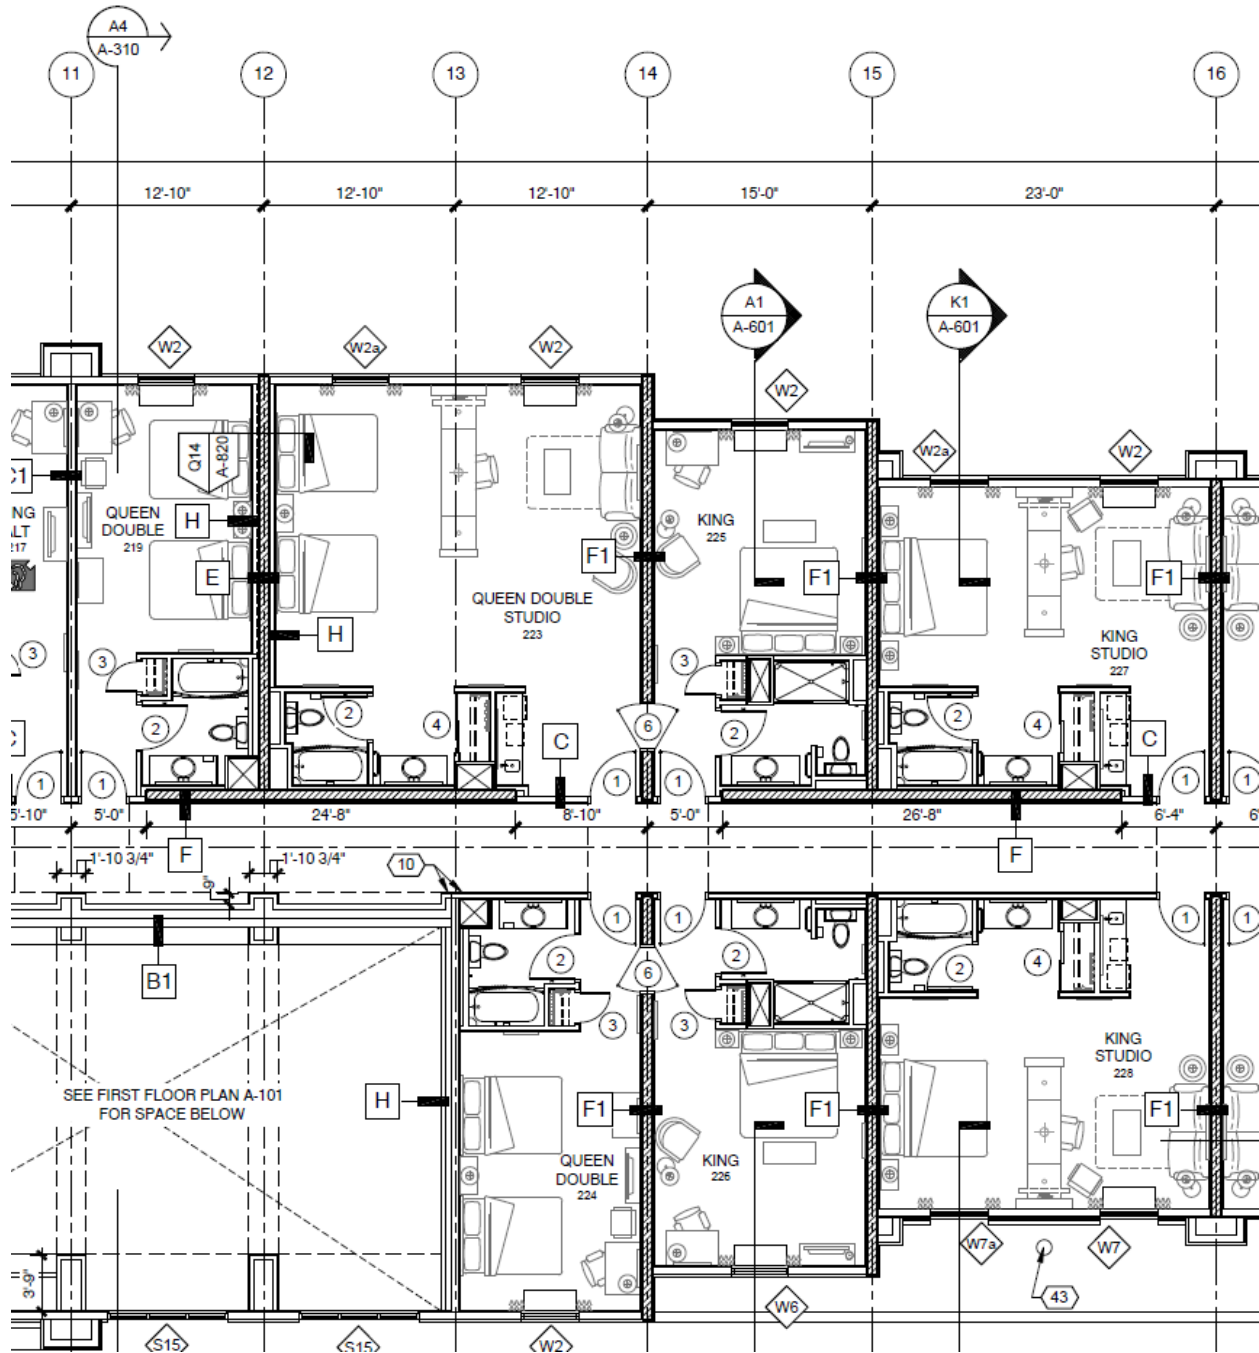 A4
A-310
11
12
13
14
15
16
12'-10"
12'-10"
12'-10"
15'-0"
23'-0"
A1
A-601
K1
A-601
W2
W2a
W2
W2
W2a
W2
Q14
A-820
C1
H
E
H
F1
F1
F1
QUEEN
DOUBLE
219
QUEEN DOUBLE
STUDIO
223
KING
225
KING
STUDIO
227
ALT
217
3
3
3
2
2
4
6
2
2
4
C
C
C
1
1
1
1
1
1
5'-10"
5'-0"
24'-8"
8'-10"
5'-0"
26'-8"
6'-4"
F
F
1'-10 3/4"
1'-10 3/4"
9"
10
B1
1
1
1
1
2
6
2
2
4
3
3
SEE FIRST FLOOR PLAN A-101
FOR SPACE BELOW
H
F1
F1
F1
QUEEN
DOUBLE
224
KING
226
KING
STUDIO
228
3'-9"
W7a
W7
43
W6
S15
S15
W2